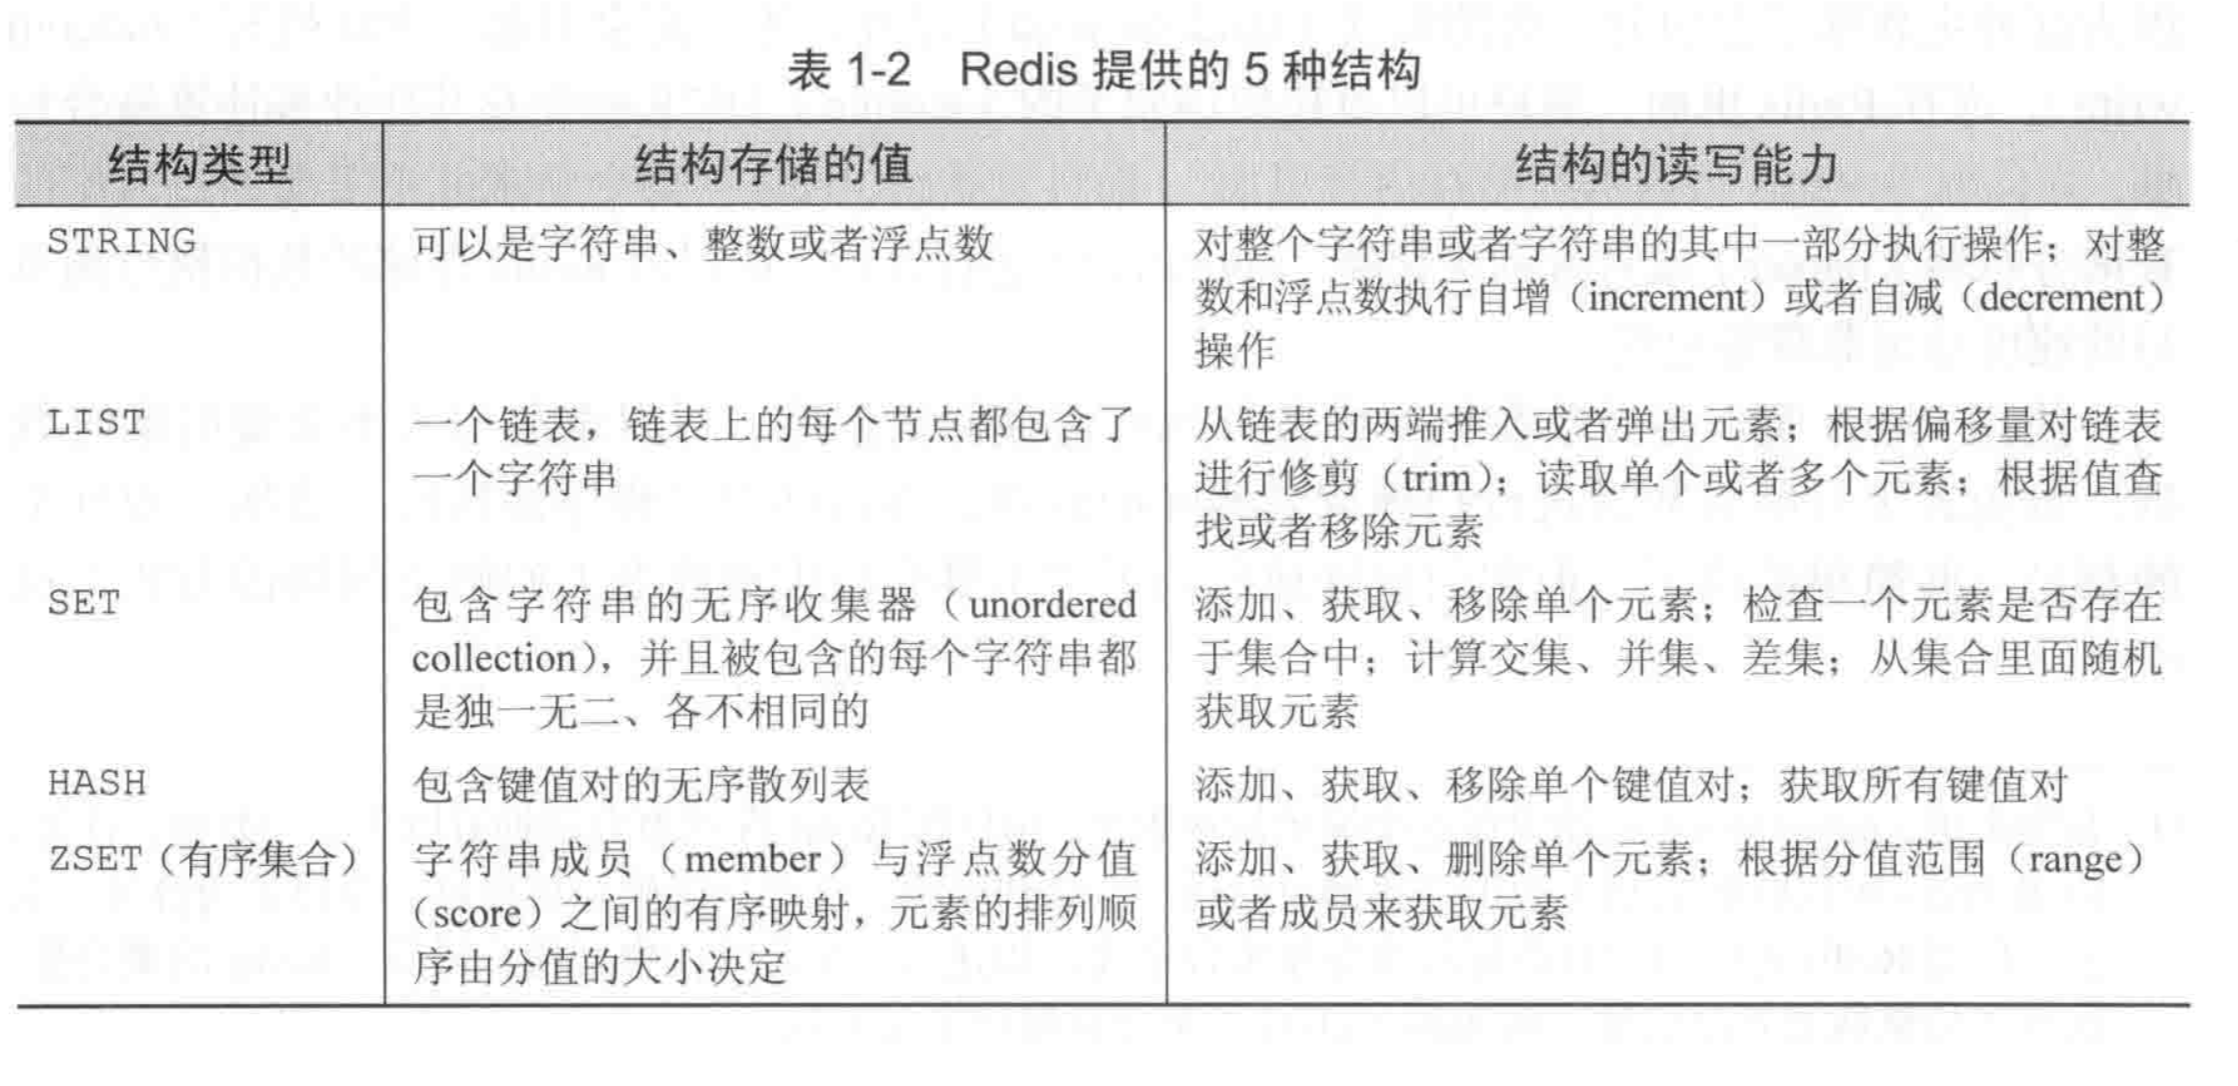 表 1-2 Redis 提供的 5 种结构
结构类型 结构存储的值 结构的读写能力
STRING 可以是字符串、整数或者浮点数 对整个字符串或者字符串的其中一部分执行操作；对整
数和浮点数执行自增（increment）或者自减（decrement）
操作
LIST 一个链表，链表上的每个节点都包含了 从链表的两端推入或者弹出元素；根据偏移量对链表
一个字符串 进行修剪（trim）；读取单个或者多个元素；根据值查
找或者移除元素
SET 包含字符串的无序收集器（unordered 添加、获取、移除单个元素；检查一个元素是否存在
collection），并且被包含的每个字符串都 于集合中；计算交集、并集、差集；从集合里面随机
是独一无二、各不相同的 获取元素
HASH 包含键值对的无序散列表 添加、获取、移除单个键值对；获取所有键值对
ZSET（有序集合） 字符串成员（member）与浮点数分值 添加、获取、删除单个元素；根据分值范围（range）
（score）之间的有序映射，元素的排列顺 或者成员来获取元素
序由分值的大小决定